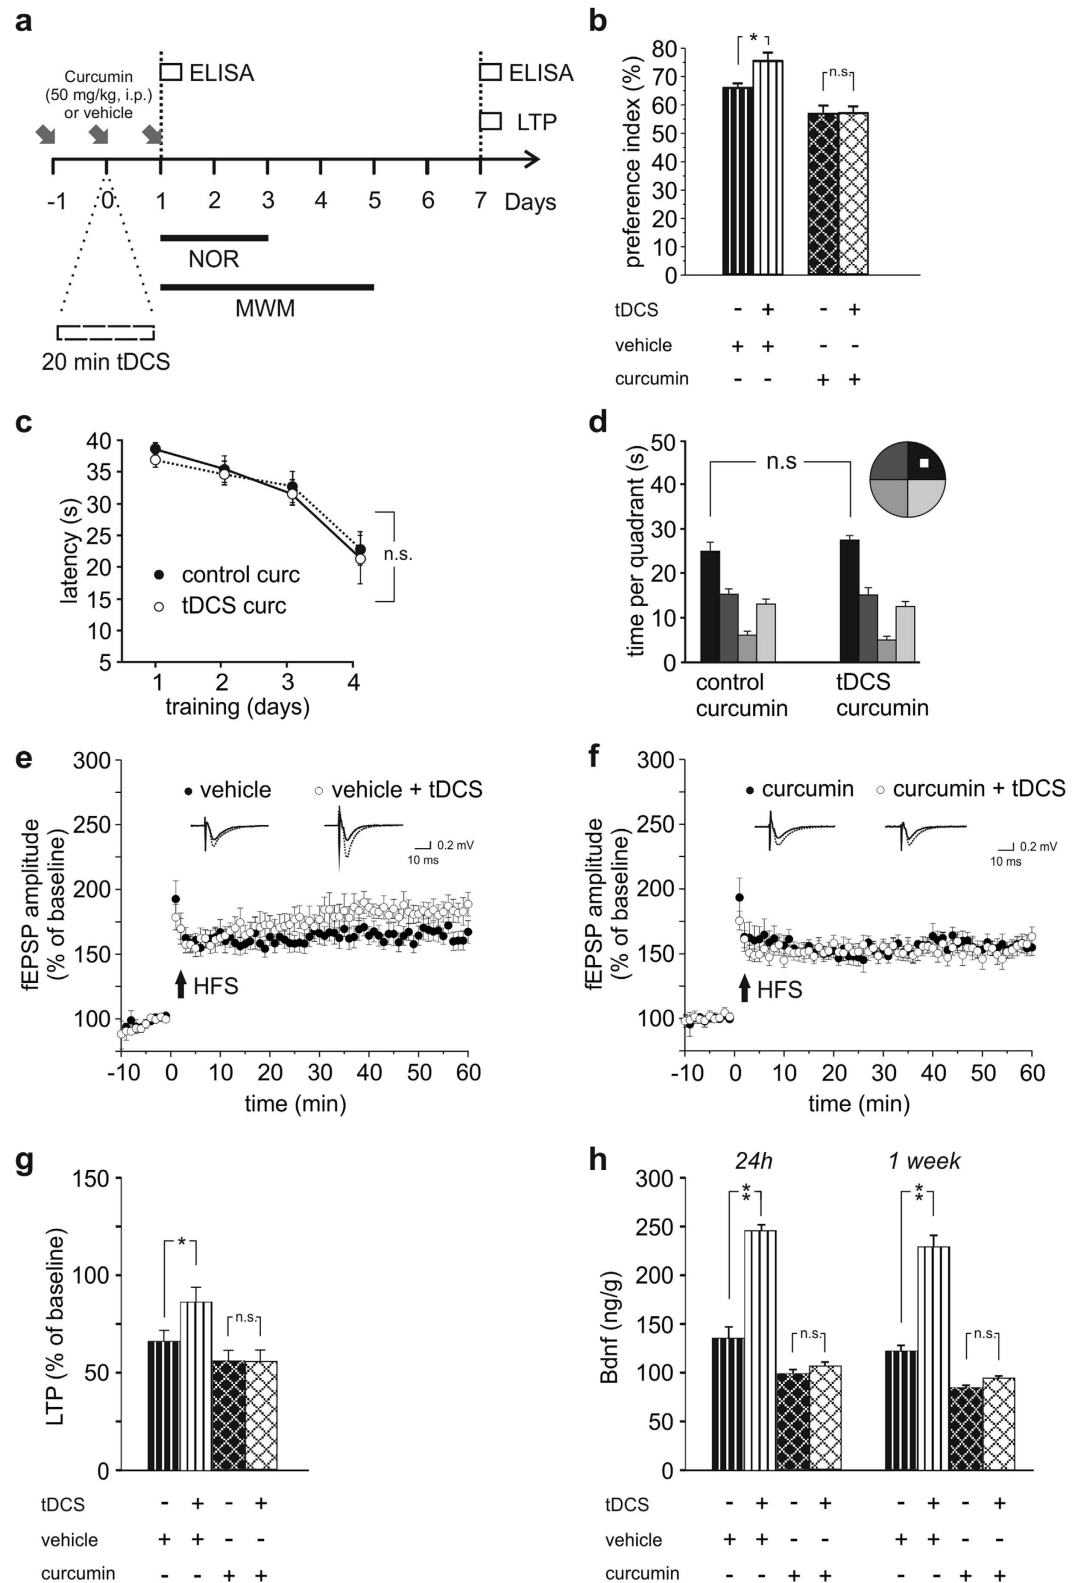 a
Curcumin
(50 mg/kg, i.p.)
or vehicle
ELISA
ELISA
LTP
-1 0 1 2 3 4 5 6 7 Days
NOR
MWM
20 min tDCS
b
preference index (%)
80
70
60
50
40
30
20
10
0
*
n.s.
tDCS - + - +
vehicle + + - -
curcumin - - + +
c
latency (s)
40
35
30
25
20
15
10
5
n.s.
control curc
tDCS curc
1 2 3 4
training (days)
d
time per quadrant (s)
50
40
30
20
10
0
n.s
control
curcumin
tDCS
curcumin
e
fEPSP amplitude
(% of baseline)
300
250
200
150
100
vehicle
vehicle + tDCS
0.2 mV
10 ms
HFS
-10 0 10 20 30 40 50 60
time (min)
f
fEPSP amplitude
(% of baseline)
300
250
200
150
100
curcumin
curcumin + tDCS
0.2 mV
10 ms
HFS
-10 0 10 20 30 40 50 60
time (min)
g
LTP (% of baseline)
150
100
50
0
*
n.s.
tDCS - + - +
vehicle + + - -
curcumin - - + +
h
24h 1 week
Bdnf (ng/g)
300
250
200
150
100
50
0
**
n.s.
**
n.s.
tDCS - + - + - + - +
vehicle + + - - + + - -
curcumin - - + + - - + +